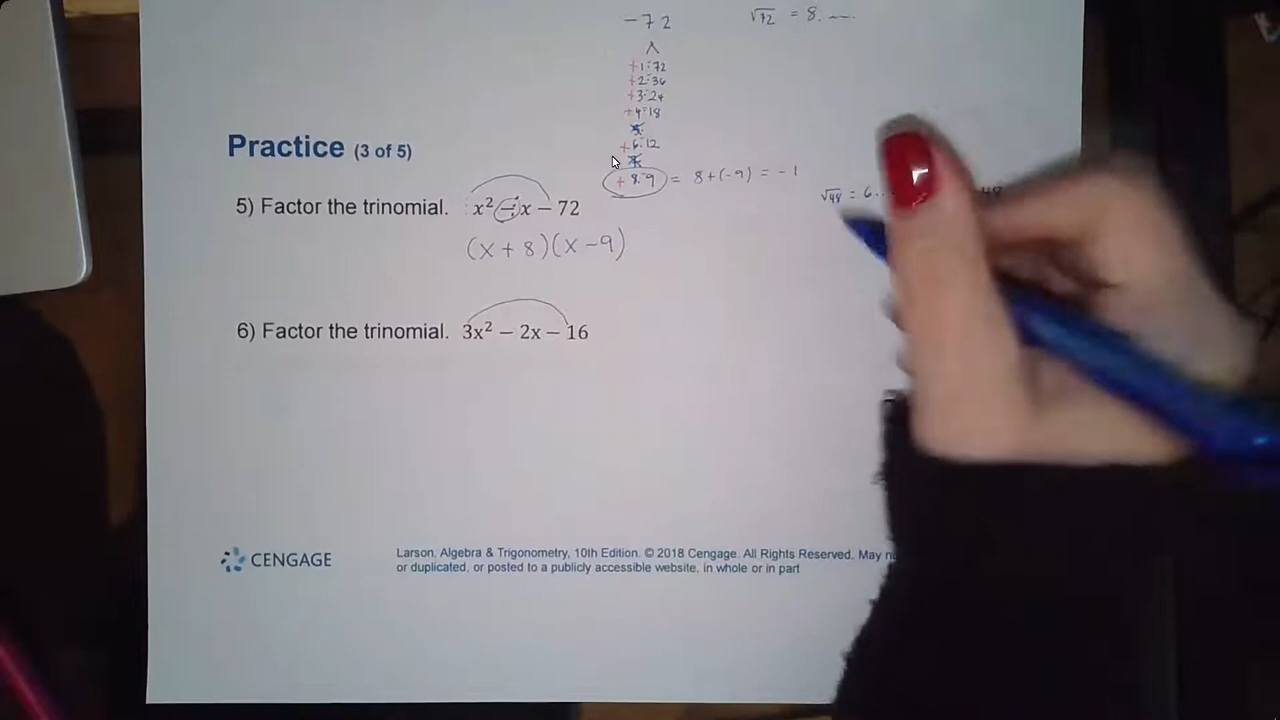 -72 √72 = 8.
+1·-72
+2·-36
+3·-24
+4·-18
5
+6·-12
7
+8·-9 = 8+(-9) = -1
Practice (3 of 5)
√48 = 6... 48
5) Factor the trinomial. x² − x − 72
(x + 8)(x − 9)
6) Factor the trinomial. 3x² − 2x − 16
CENGAGE
Larson, Algebra & Trigonometry, 10th Edition. © 2018 Cengage. All Rights Reserved. May
or duplicated, or posted to a publicly accessible website, in whole or in part